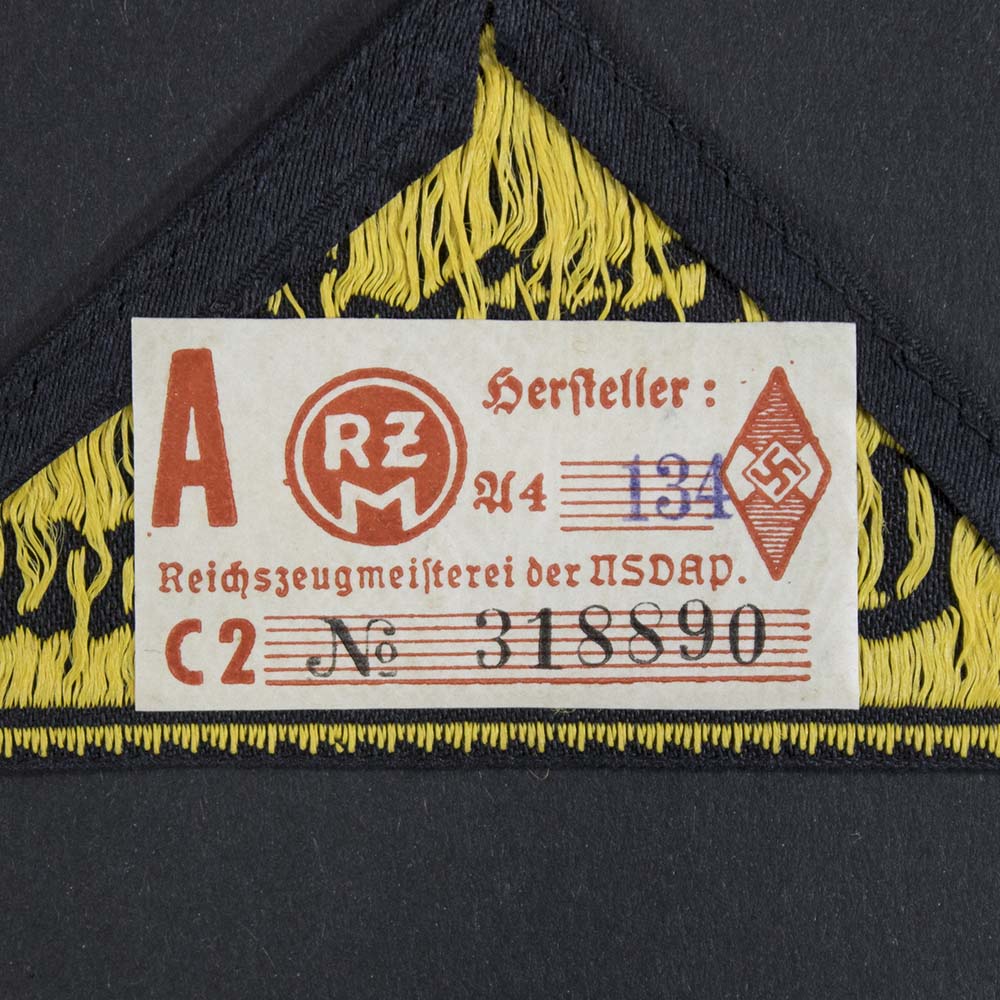 A
RZM
Hersteller:
A4 134
Reichszeugmeisterei der NSDAP.
C2 № 318890